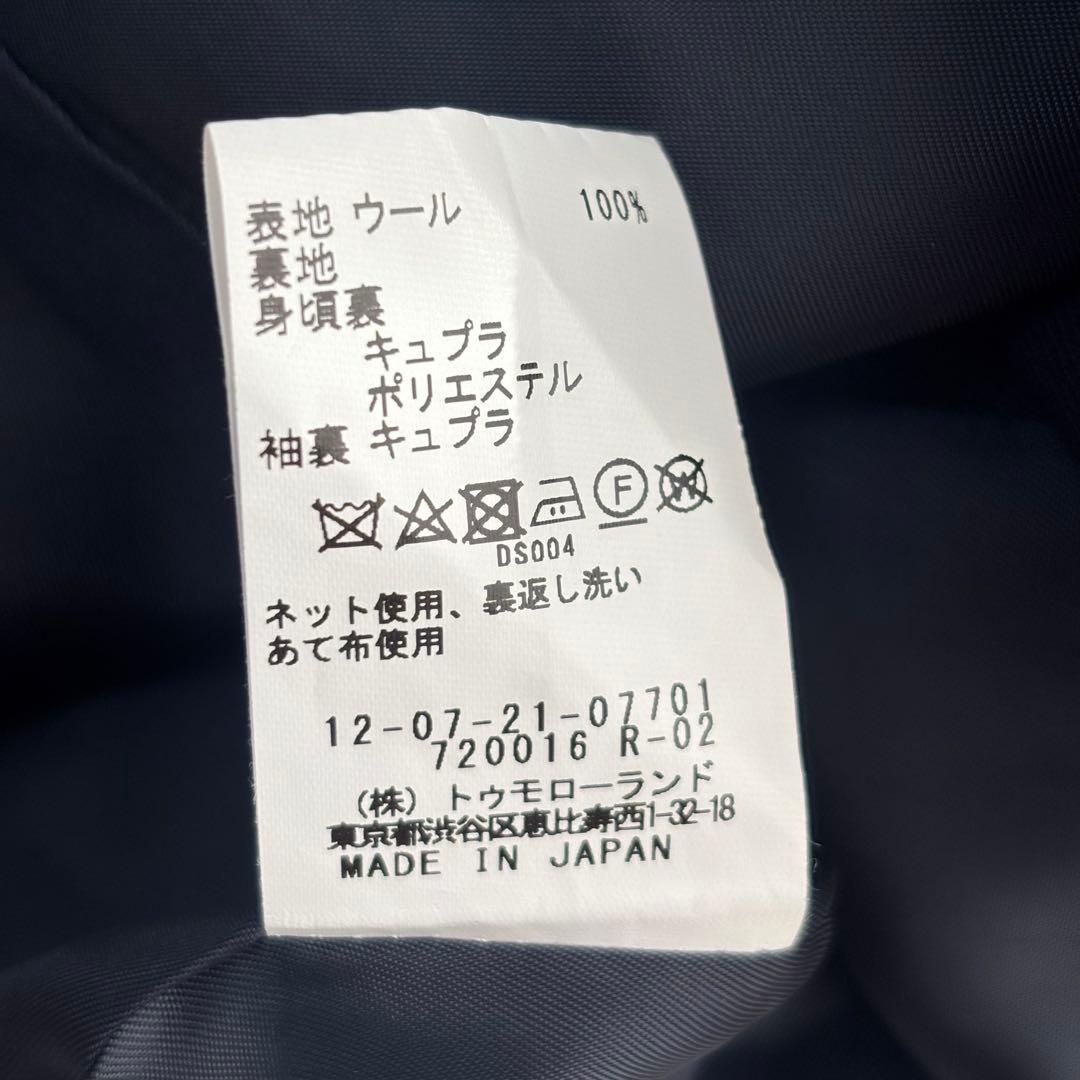 表地 ウール 100%
裏地
身頃裏
キュプラ
ポリエステル
袖裏 キュプラ
F W
DS004
ネット使用、裏返し洗い
あて布使用
12-07-21-07701
720016 R-02
(株) トゥモローランド
東京都渋谷区恵比寿西1-32-18
MADE IN JAPAN